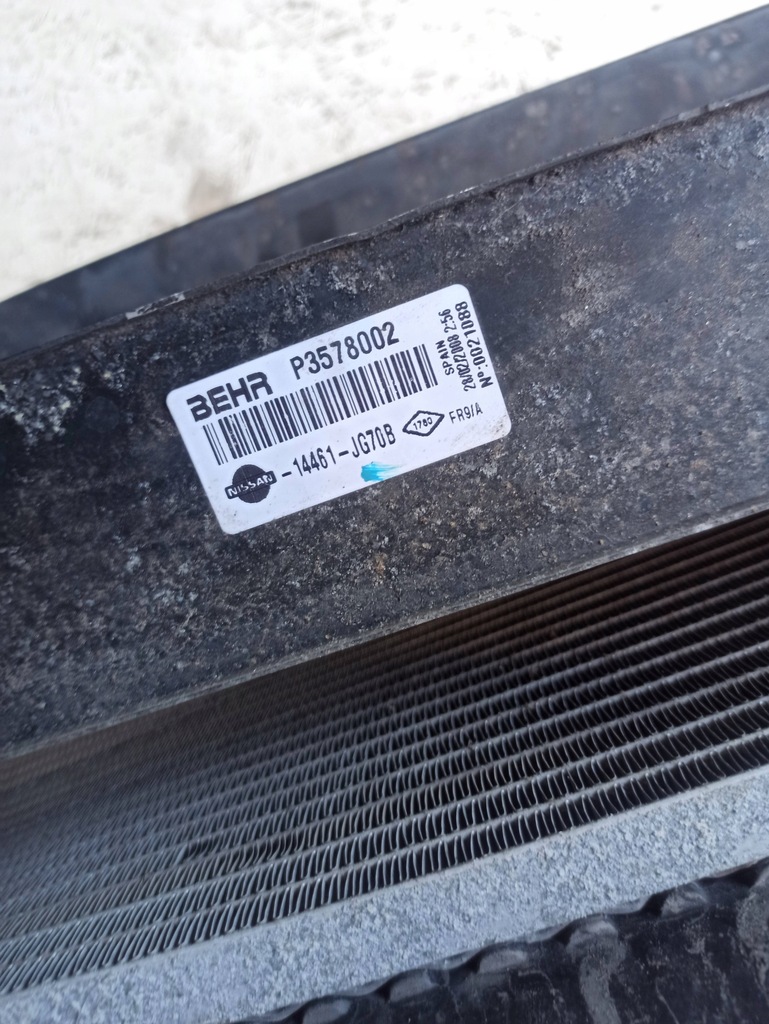 BEHR P3578002
NISSAN -14461-JG70B 1780 FR9/A
SPAIN
28/02/2008 2:56
Nº:0021088